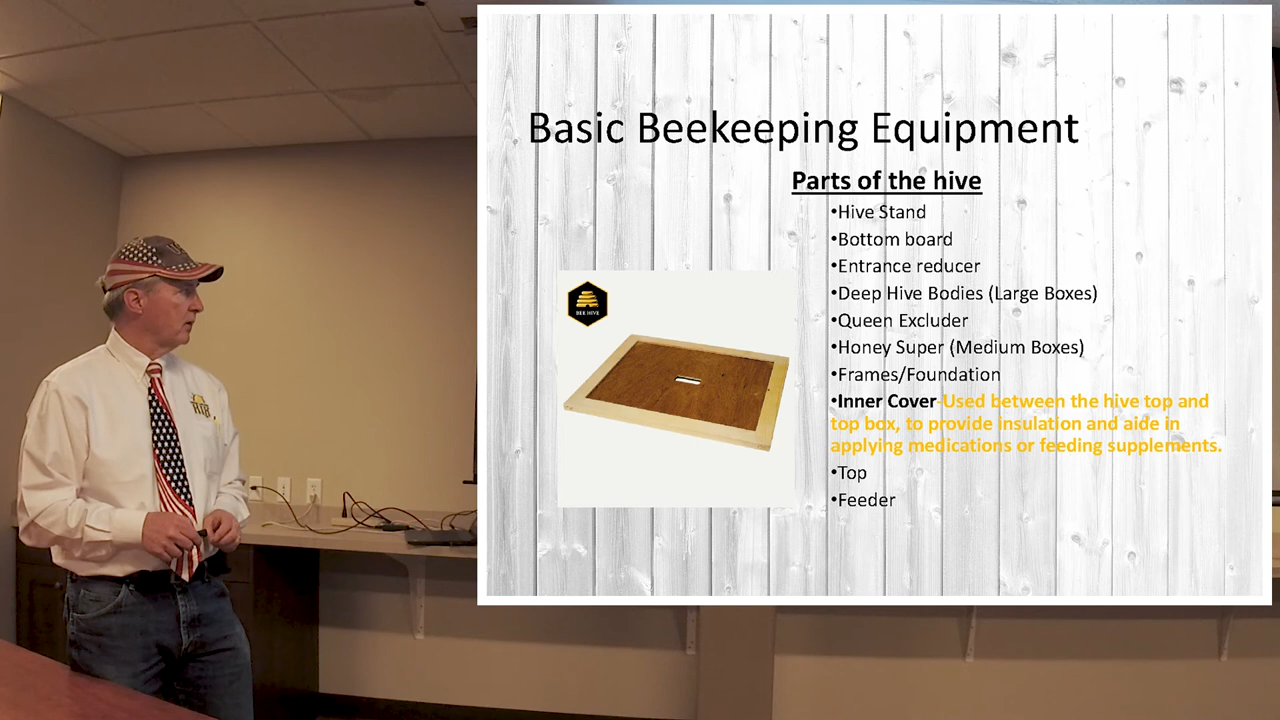 Basic Beekeeping Equipment
Parts of the hive
•Hive Stand
•Bottom board
•Entrance reducer
•Deep Hive Bodies (Large Boxes)
•Queen Excluder
•Honey Super (Medium Boxes)
•Frames/Foundation
•Inner Cover-Used between the hive top and
top box, to provide insulation and aide in
applying medications or feeding supplements.
•Top
•Feeder
BEE HIVE